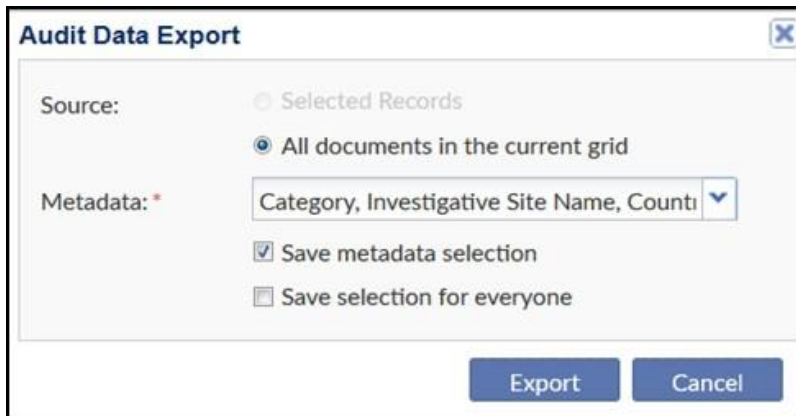 Audit Data Export
Source:
Selected Records
All documents in the current grid
Metadata:*
Category, Investigative Site Name,
Save metadata selection
Save selection for everyone
Export
Cancel